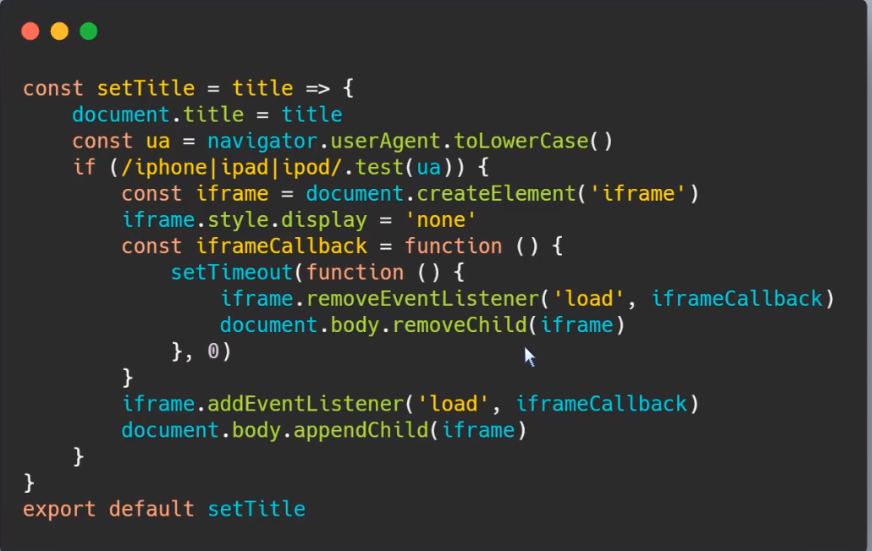 const setTitle = title => {
    document.title = title
    const ua = navigator.userAgent.toLowerCase()
    if (/iphone|ipad|ipod/.test(ua)) {
        const iframe = document.createElement('iframe')
        iframe.style.display = 'none'
        const iframeCallback = function () {
            setTimeout(function () {
                iframe.removeEventListener('load', iframeCallback)
                document.body.removeChild(iframe)
            }, 0)
        }
        iframe.addEventListener('load', iframeCallback)
        document.body.appendChild(iframe)
    }
}
export default setTitle